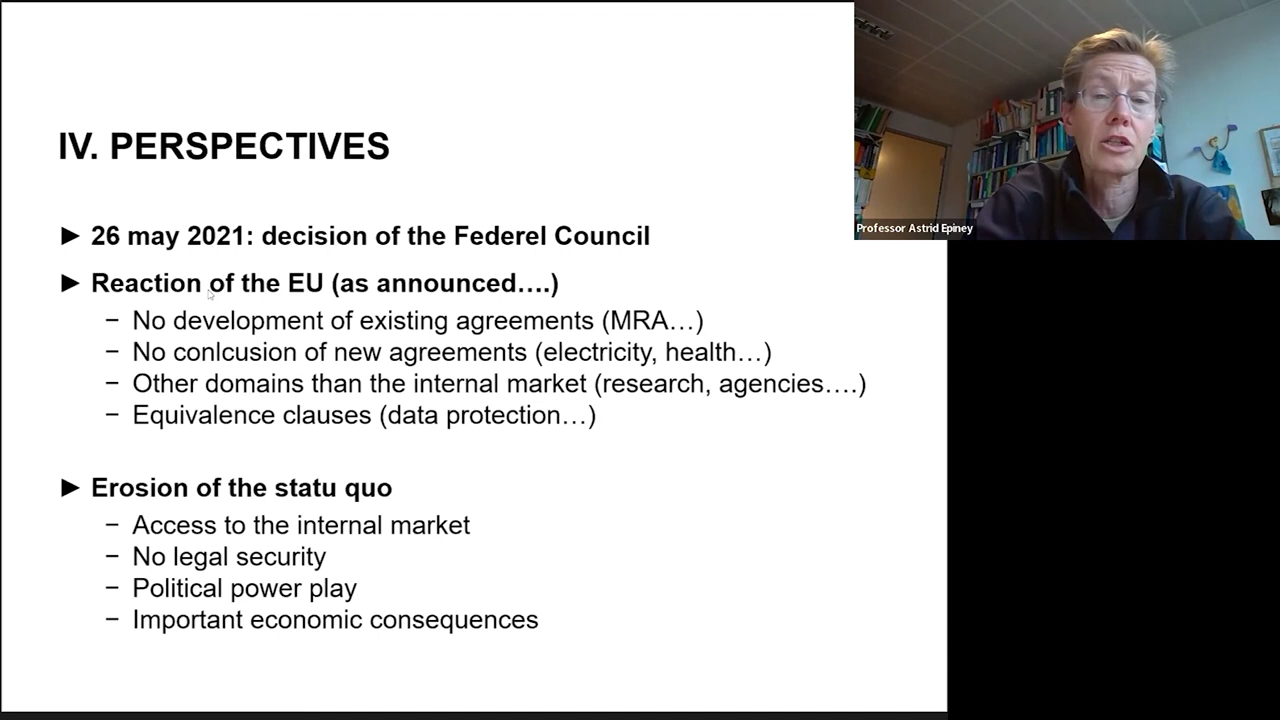 IV. PERSPECTIVES
► 26 may 2021: decision of the Federel Council
► Reaction of the EU (as announced….)
− No development of existing agreements (MRA…)
− No conlcusion of new agreements (electricity, health…)
− Other domains than the internal market (research, agencies….)
− Equivalence clauses (data protection…)
► Erosion of the statu quo
− Access to the internal market
− No legal security
− Political power play
− Important economic consequences
Professor Astrid Epiney